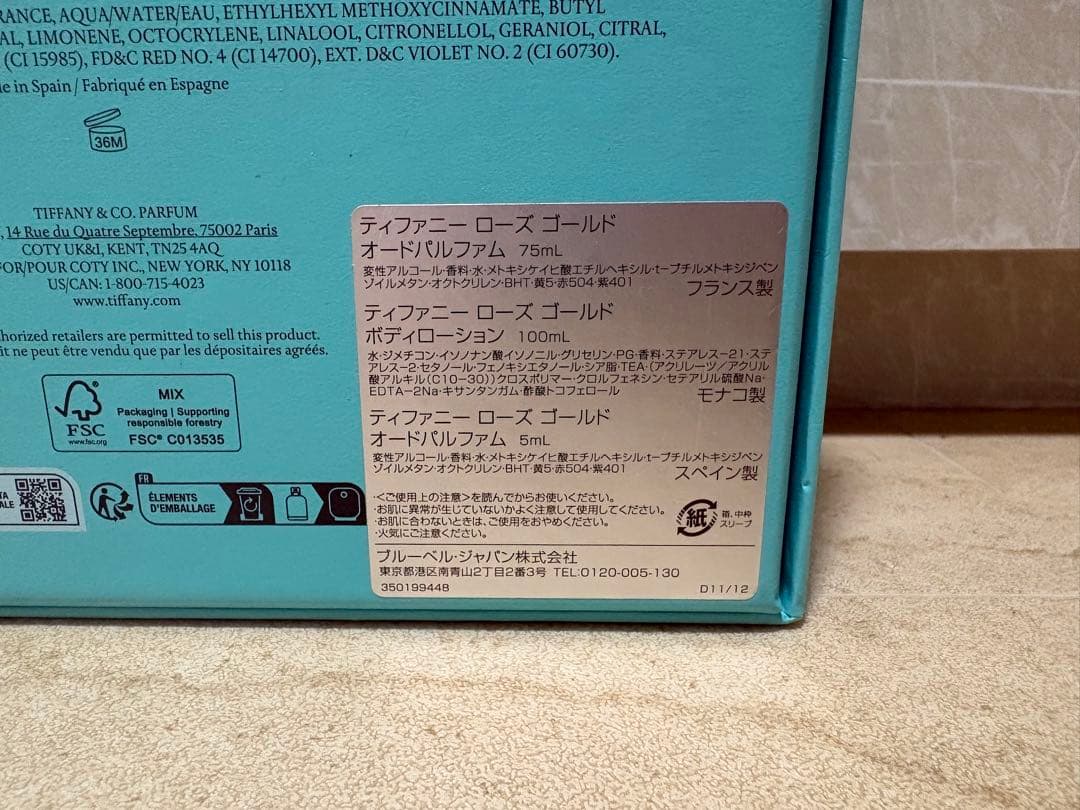 RANCE, AQUA/WATER/EAU, ETHYLHEXYL METHOXYCINNAMATE, BUTYL
AL, LIMONENE, OCTOCRYLENE, LINALOOL, CITRONELLOL, GERANIOL, CITRAL,
(CI 15985), FD&C RED NO. 4 (CI 14700), EXT. D&C VIOLET NO. 2 (CI 60730).
e in Spain / Fabriqué en Espagne
36M
TIFFANY & CO. PARFUM
, 14 Rue du Quatre Septembre, 75002 Paris
COTY UK&I, KENT, TN25 4AQ
FOR/POUR COTY INC., NEW YORK, NY 10118
US/CAN: 1-800-715-4023
www.tiffany.com
horized retailers are permitted to sell this product.
it ne peut être vendu que par les dépositaires agréés.
FSC
www.fsc.org
MIX
Packaging | Supporting
responsible forestry
FSC® C013535
TA
ALE
FR
ÉLEMENTS
D'EMBALLAGE
ティファニー ローズ ゴールド
オードパルファム 75mL
変性アルコール・香料・水・メトキシケイヒ酸エチルヘキシル・t-ブチルメトキシジベン
ゾイルメタン・オクトクリレン・BHT・黄5・赤504・紫401
フランス製
ティファニー ローズ ゴールド
ボディローション 100mL
水・ジメチコン・イソノナン酸イソノニル・グリセリン・PG・香料・ステアレス-21・ステ
アレス-2・セタノール・フェノキシエタノール・シア脂・TEA・(アクリレーツ/アクリル
酸アルキル(C10-30))クロスポリマー・クロルフェネシン・セテアリル硫酸Na・
EDTA-2Na・キサンタンガム・酢酸トコフェロール
モナコ製
ティファニー ローズ ゴールド
オードパルファム 5mL
変性アルコール・香料・水・メトキシケイヒ酸エチルヘキシル・t-ブチルメトキシジベン
ゾイルメタン・オクトクリレン・BHT・黄5・赤504・紫401
スペイン製
・<ご使用上の注意>を読んでからお使いください。
・お肌に異常が生じていないかよく注意して使用してください。
・お肌に合わないときは、ご使用をおやめください。
・火気にご注意ください。
紙
箱、中枠
スリーブ
ブルーベル・ジャパン株式会社
東京都港区南青山2丁目2番3号 TEL:0120-005-130
350199448
D11/12